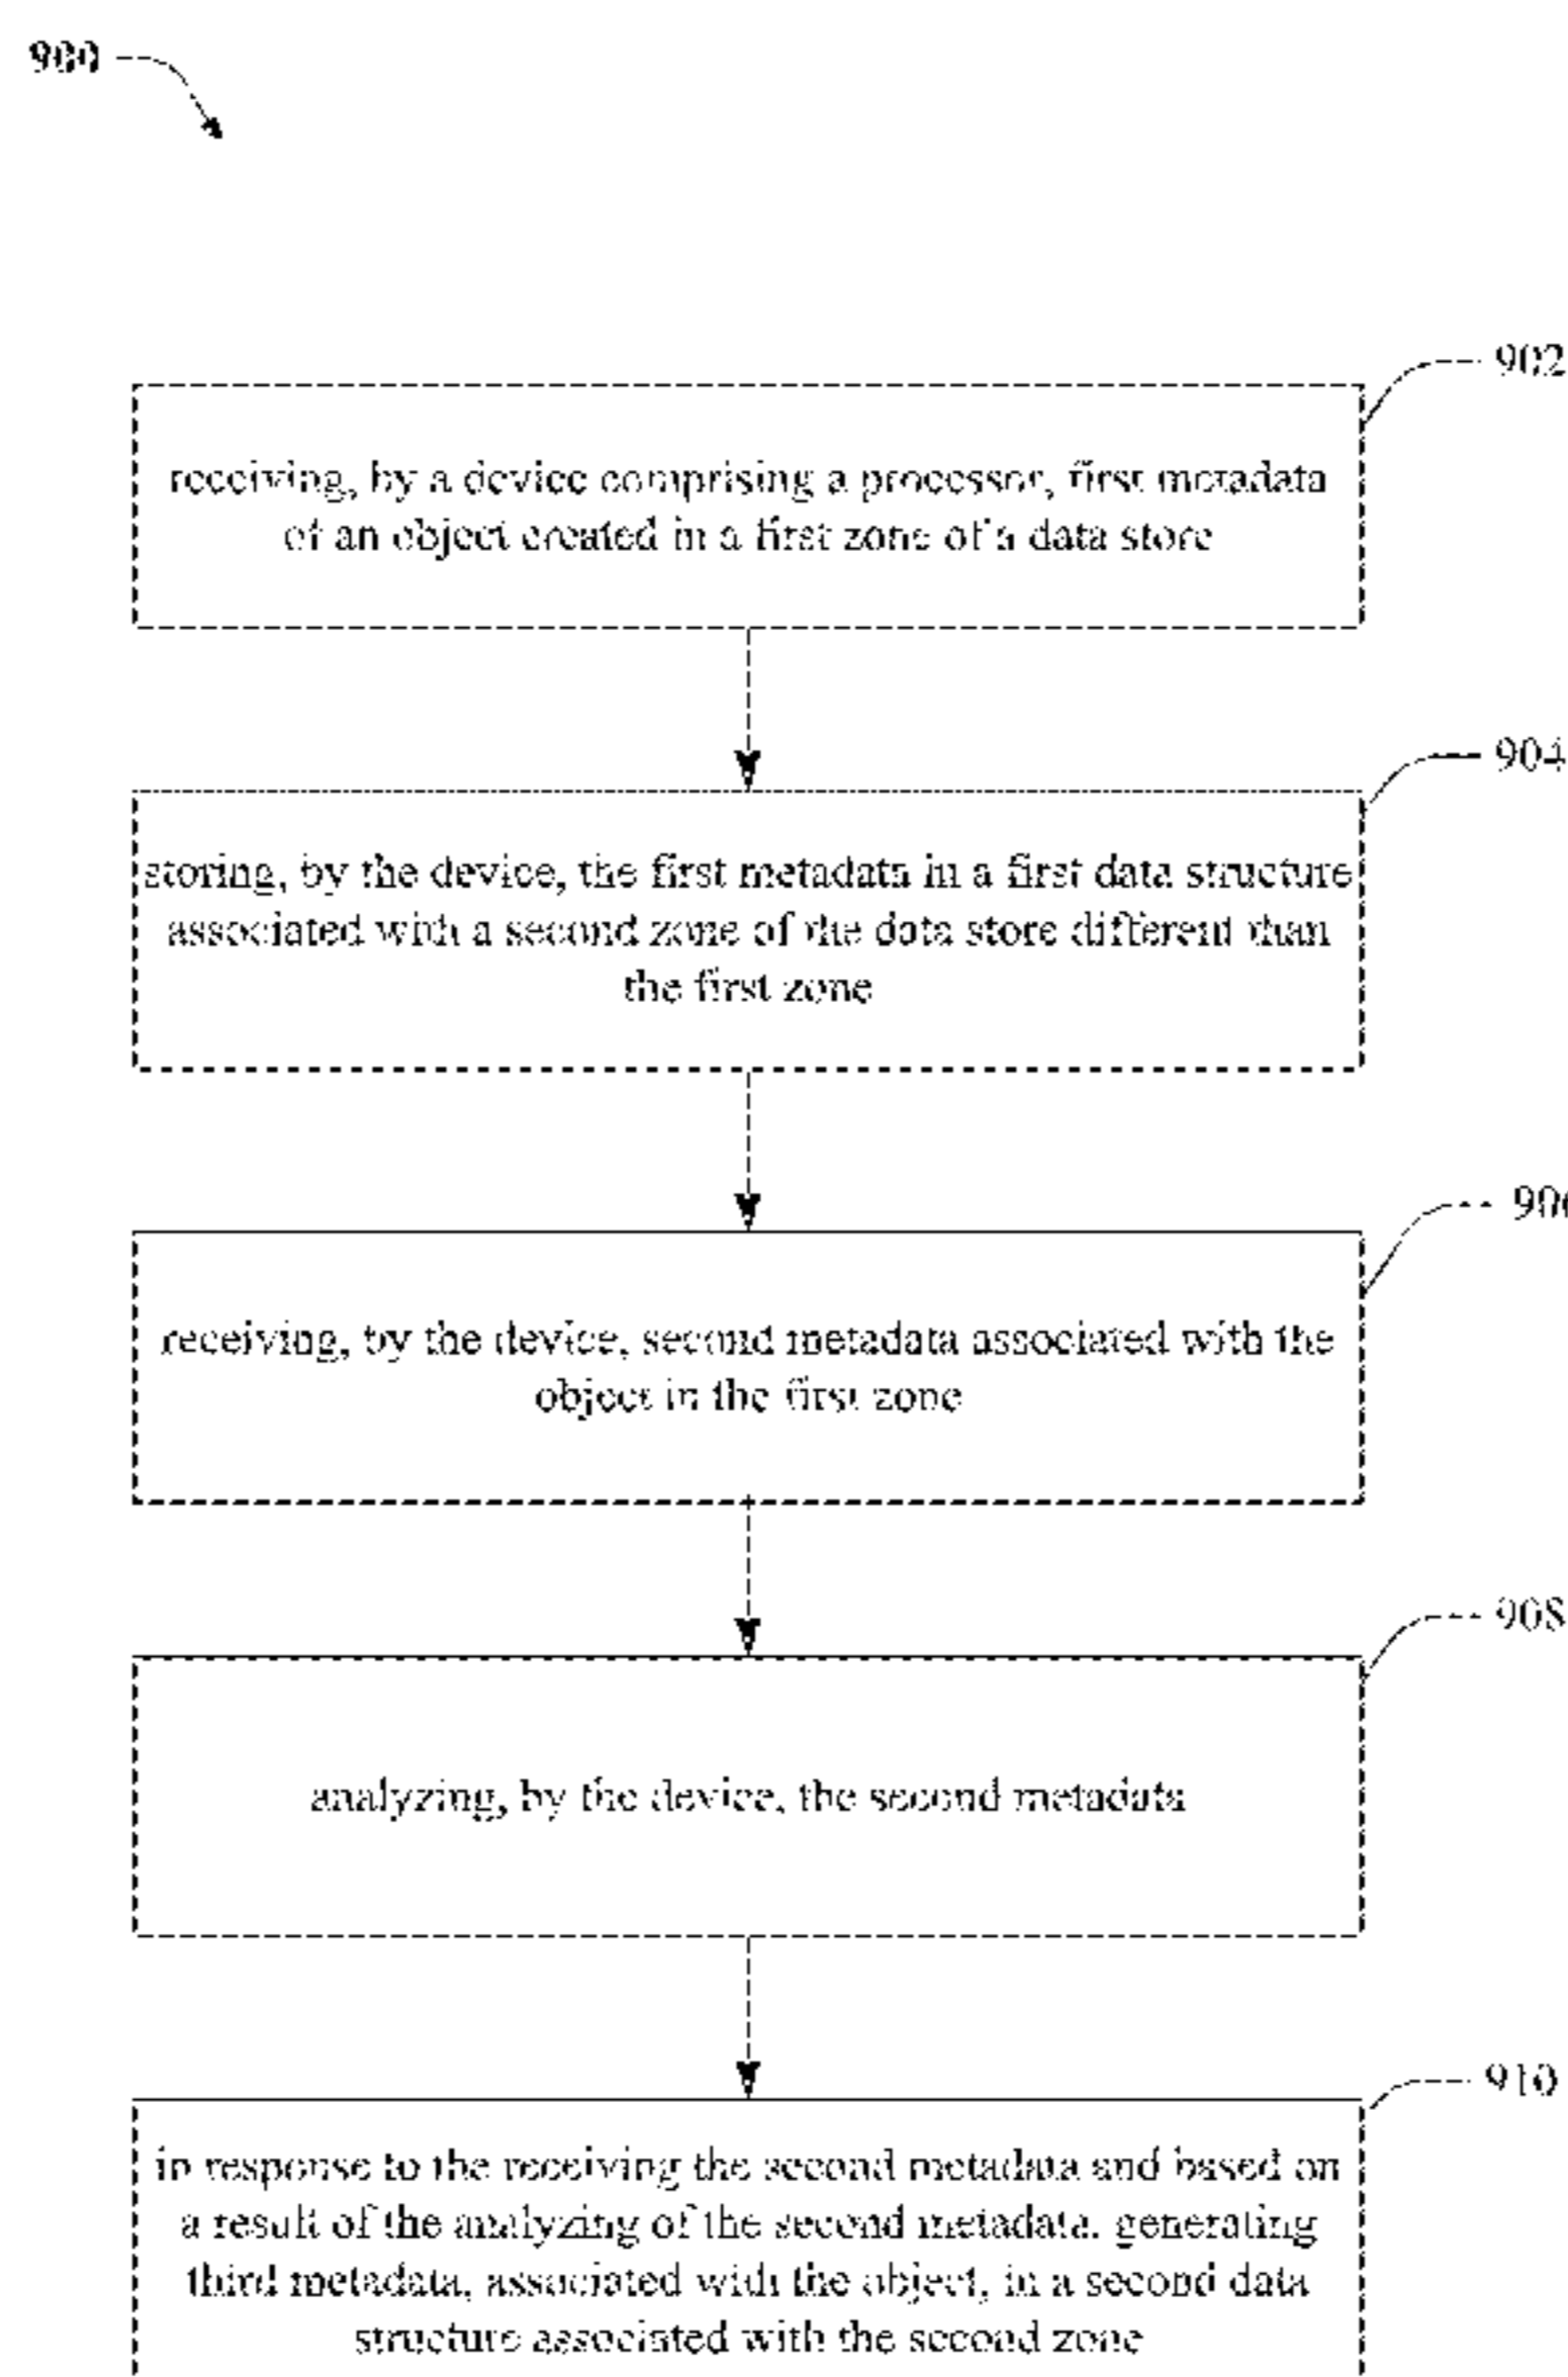 900
902
receiving, by a device comprising a processor, first metadata
of an object created in a first zone of a data store
904
storing, by the device, the first metadata in a first data structure
associated with a second zone of the data store different than
the first zone
906
receiving, by the device, second metadata associated with the
object in the first zone
908
analyzing, by the device, the second metadata
910
in response to the receiving the second metadata and based on
a result of the analyzing of the second metadata, generating
third metadata, associated with the object, in a second data
structure associated with the second zone